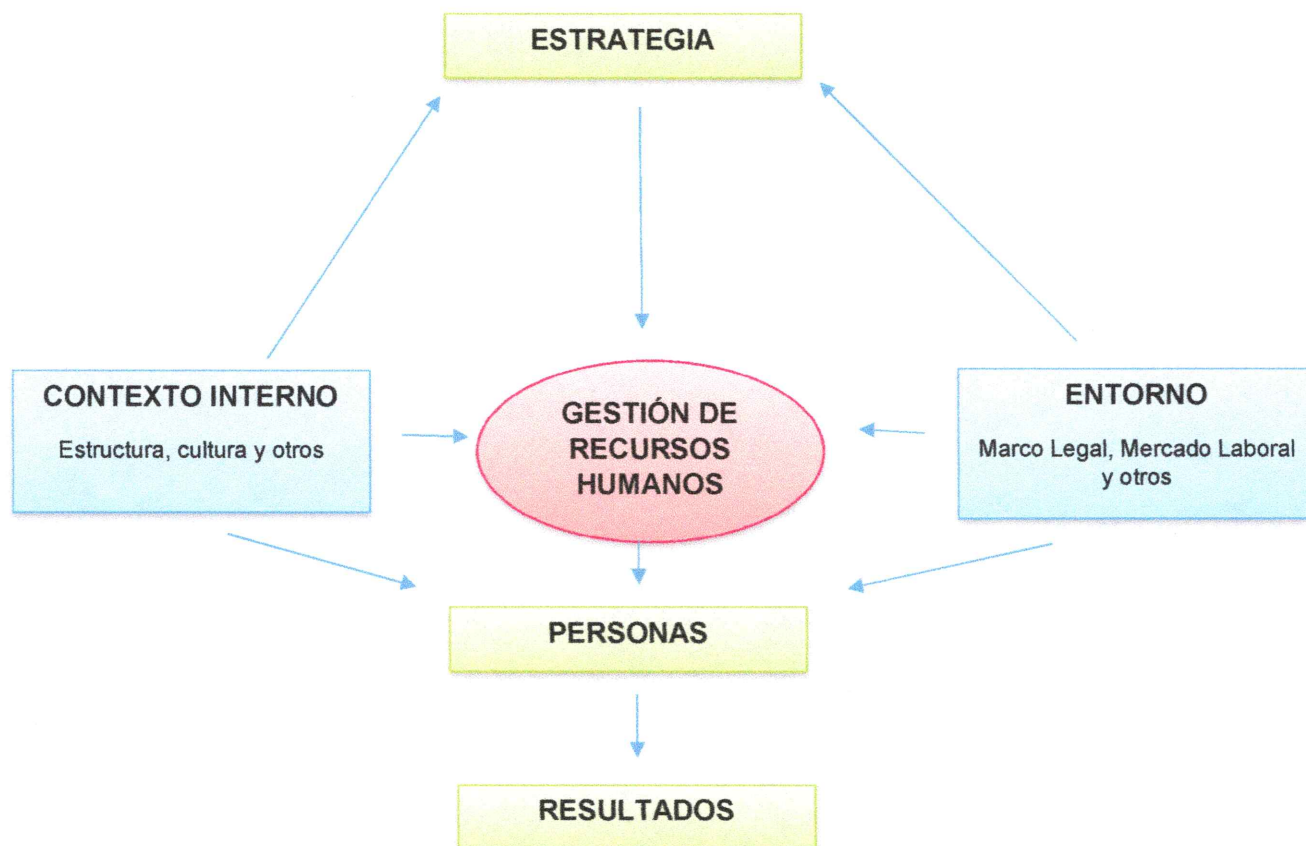 ESTRATEGIA
CONTEXTO INTERNO
Estructura, cultura y otros
GESTIÓN DE
RECURSOS
HUMANOS
ENTORNO
Marco Legal, Mercado Laboral
y otros
PERSONAS
RESULTADOS